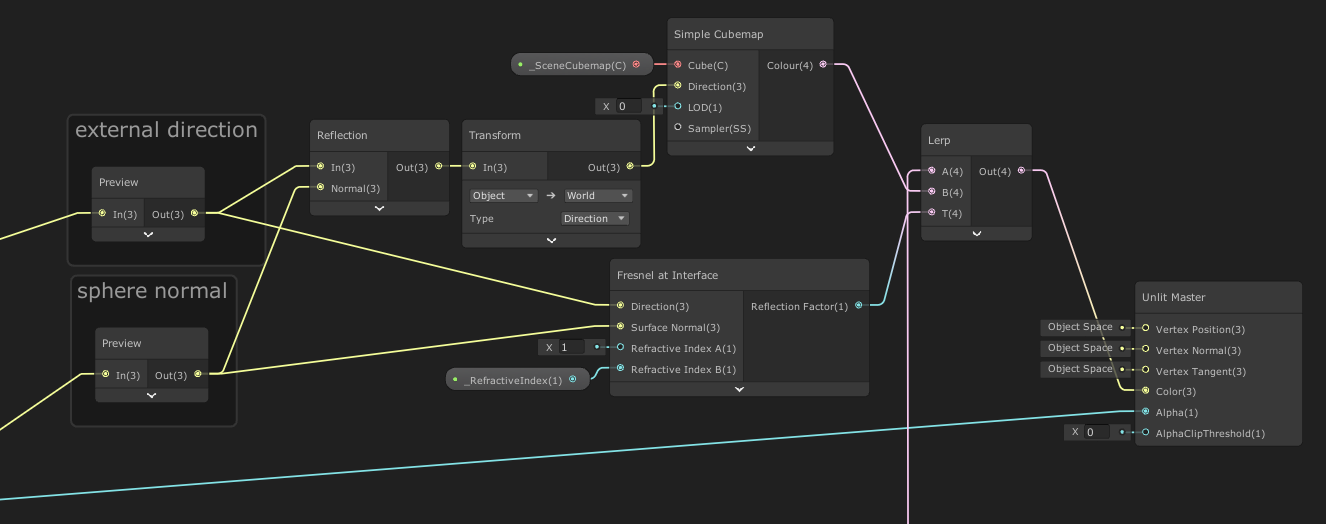 external direction
Preview
In(3) Out(3)
sphere normal
Preview
In(3) Out(3)
Reflection
In(3) Out(3)
Normal(3)
Transform
In(3) Out(3)
Object World
Type Direction
_SceneCubemap(C)
X 0
Simple Cubemap
Cube(C) Colour(4)
Direction(3)
LOD(1)
Sampler(SS)
Fresnel at Interface
Direction(3) Reflection Factor(1)
Surface Normal(3)
X 1 Refractive Index A(1)
_RefractiveIndex(1) Refractive Index B(1)
Lerp
A(4) Out(4)
B(4)
T(4)
Unlit Master
Object Space Vertex Position(3)
Object Space Vertex Normal(3)
Object Space Vertex Tangent(3)
Color(3)
Alpha(1)
X 0 AlphaClipThreshold(1)